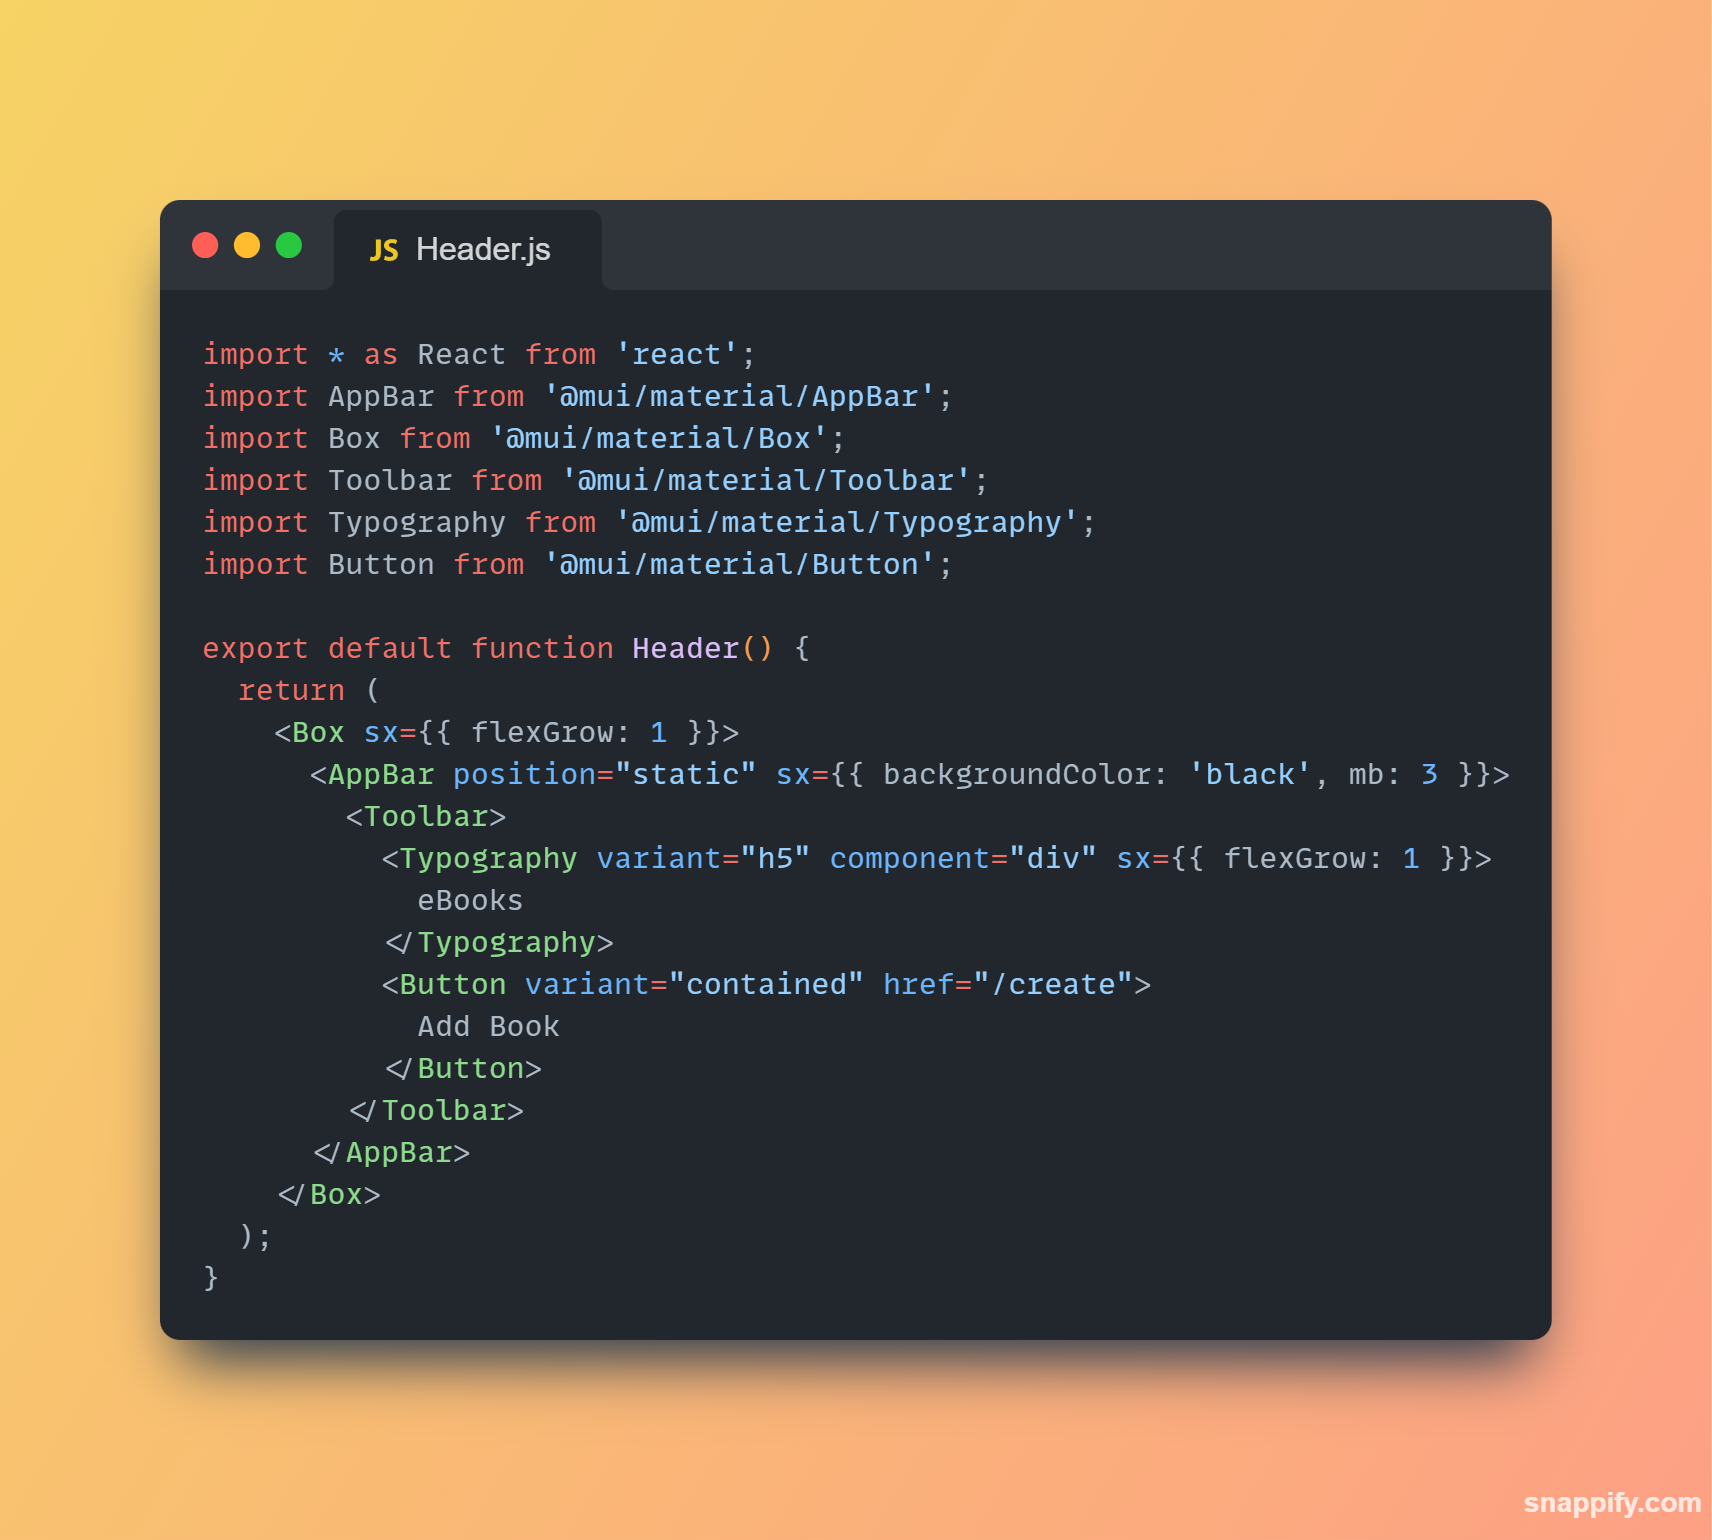 JS Header.js
import * as React from 'react';
import AppBar from '@mui/material/AppBar';
import Box from '@mui/material/Box';
import Toolbar from '@mui/material/Toolbar';
import Typography from '@mui/material/Typography';
import Button from '@mui/material/Button';

export default function Header() {
  return (
    <Box sx={{ flexGrow: 1 }}>
      <AppBar position="static" sx={{ backgroundColor: 'black', mb: 3 }}>
        <Toolbar>
          <Typography variant="h5" component="div" sx={{ flexGrow: 1 }}>
            eBooks
          </Typography>
          <Button variant="contained" href="/create">
            Add Book
          </Button>
        </Toolbar>
      </AppBar>
    </Box>
  );
}
snappify.com